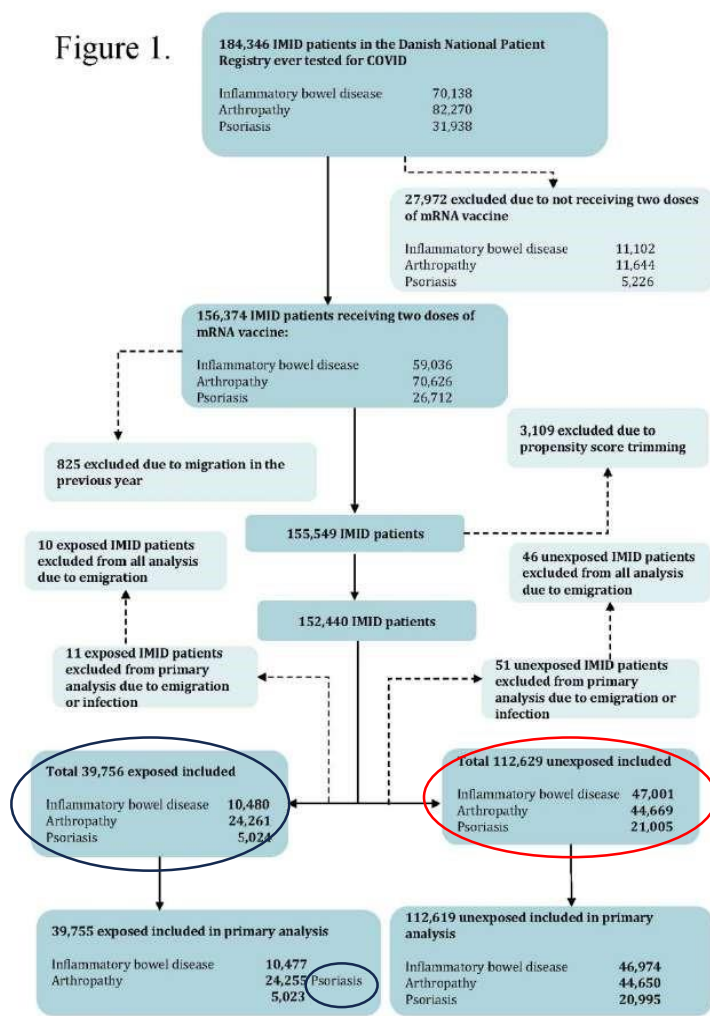 Figure 1.
184,346 IMID patients in the Danish National Patient
Registry ever tested for COVID
Inflammatory bowel disease 70,138
Arthropathy 82,270
Psoriasis 31,938
27,972 excluded due to not receiving two doses
of mRNA vaccine
Inflammatory bowel disease 11,102
Arthropathy 11,644
Psoriasis 5,226
156,374 IMID patients receiving two doses of
mRNA vaccine:
Inflammatory bowel disease 59,036
Arthropathy 70,626
Psoriasis 26,712
3,109 excluded due to
propensity score trimming
825 excluded due to migration in the
previous year
155,549 IMID patients
10 exposed IMID patients
excluded from all analysis
due to emigration
46 unexposed IMID patients
excluded from all analysis
due to emigration
152,440 IMID patients
11 exposed IMID patients
excluded from primary
analysis due to emigration
or infection
51 unexposed IMID patients
excluded from primary
analysis due to emigration or
infection
Total 39,756 exposed included
Inflammatory bowel disease 10,480
Arthropathy 24,261
Psoriasis 5,024
Total 112,629 unexposed included
Inflammatory bowel disease 47,001
Arthropathy 44,669
Psoriasis 21,005
39,755 exposed included in primary analysis
Inflammatory bowel disease 10,477
Arthropathy 24,255 Psoriasis
5,023
112,619 unexposed included in primary
analysis
Inflammatory bowel disease 46,974
Arthropathy 44,650
Psoriasis 20,995